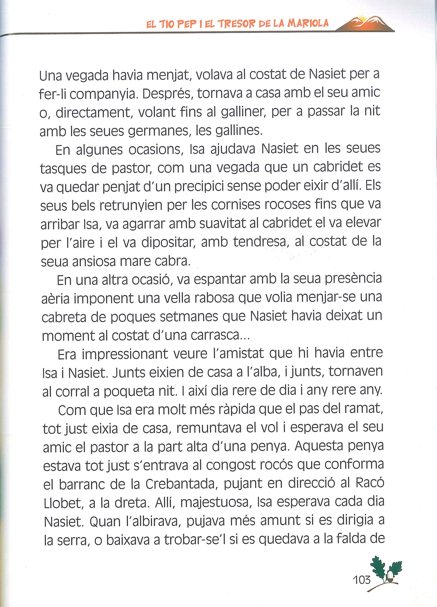 EL TIO PEP I EL TRESOR DE LA MARIOLA
Una vegada havia menjat, volava al costat de Nasiet per a
fer-li companyia. Després, tornava a casa amb el seu amic
o, directament, volant fins al galliner, per a passar la nit
amb les seues germanes, les gallines.
En algunes ocasions, Isa ajudava Nasiet en les seues
tasques de pastor, com una vegada que un cabridet es
va quedar penjat d'un precipici sense poder eixir d'allí. Els
seus bels retrunyien per les cornises rocoses fins que va
arribar Isa, va agarrar amb suavitat al cabridet el va elevar
per l'aire i el va dipositar, amb tendresa, al costat de la
seua ansiosa mare cabra.
En una altra ocasió, va espantar amb la seua presència
aèria imponent una vella rabosa que volia menjar-se una
cabreta de poques setmanes que Nasiet havia deixat un
moment al costat d'una carrasca...
Era impressionant veure l'amistat que hi havia entre
Isa i Nasiet. Junts eixien de casa a l'alba, i junts, tornaven
al corral a poqueta nit. I així dia rere de dia i any rere any.
Com que Isa era molt més ràpida que el pas del ramat,
tot just eixia de casa, remuntava el vol i esperava el seu
amic el pastor a la part alta d'una penya. Aquesta penya
estava tot just s'entrava al congost rocós que conforma
el barranc de la Crebantada, pujant en direcció al Racó
Llobet, a la dreta. Allí, majestuosa, Isa esperava cada dia
Nasiet. Quan l'albirava, pujava més amunt si es dirigia a
la serra, o baixava a trobar-se'l si es quedava a la falda de
103